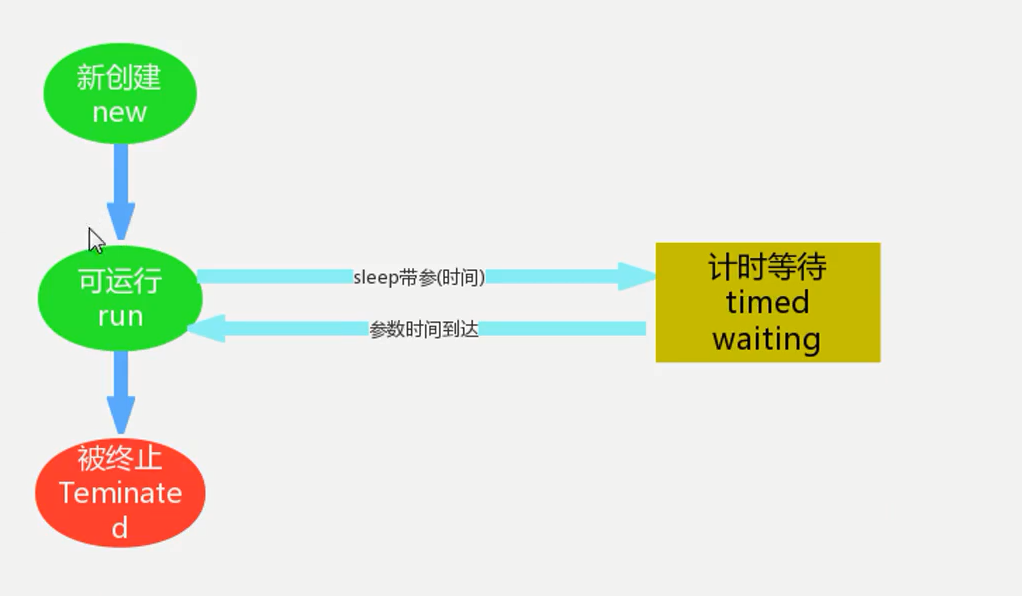 新创建
new
可运行
run
sleep带参(时间)
参数时间到达
计时等待
timed
waiting
被终止
Teminate
d